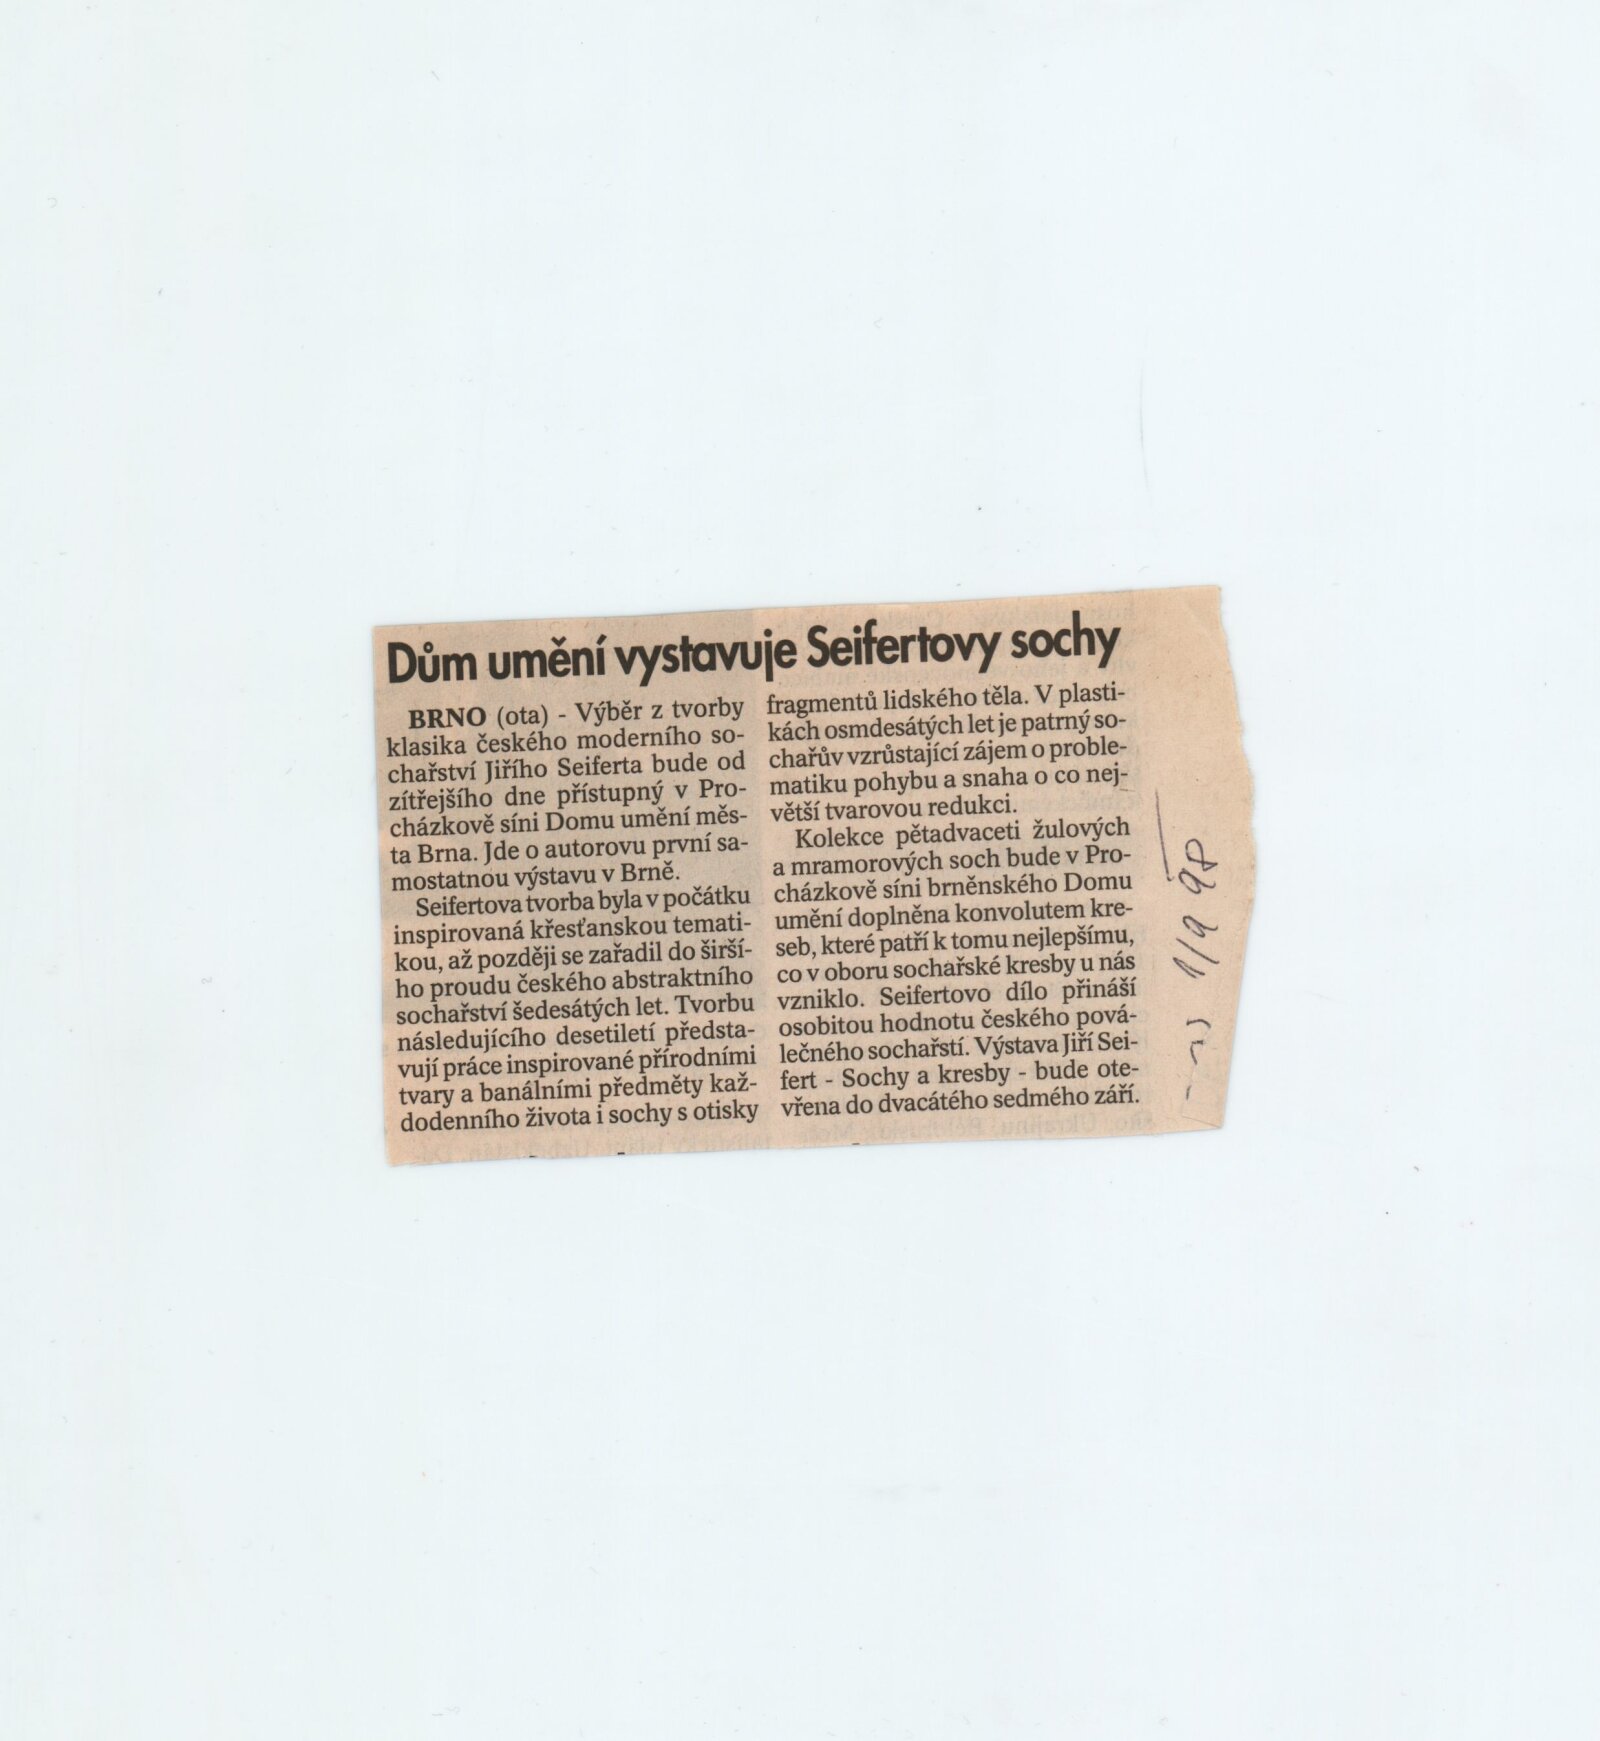 Dům umění vystavuje Seifertovy sochy
BRNO (ota) - Výběr z tvorby
klasika českého moderního so-
chařství Jiřího Seiferta bude od
zítřejšího dne přístupný v Pro-
cházkově síni Domu umění měs-
ta Brna. Jde o autorovu první sa-
mostatnou výstavu v Brně.
Seifertova tvorba byla v počátku
inspirovaná křesťanskou temati-
kou, až později se zařadil do širší-
ho proudu českého abstraktního
sochařství šedesátých let. Tvorbu
následujícího desetiletí předsta-
vují práce inspirované přírodními
tvary a banálními předměty kaž-
dodenního života i sochy s otisky
fragmentů lidského těla. V plasti-
kách osmdesátých let je patrný so-
chařův vzrůstající zájem o proble-
matiku pohybu a snaha o co nej-
větší tvarovou redukci.
Kolekce pětadvaceti žulových
a mramorových soch bude v Pro-
cházkově síni brněnského Domu
umění doplněna konvolutem kre-
seb, které patří k tomu nejlepšímu,
co v oboru sochařské kresby u nás
vzniklo. Seifertovo dílo přináší
osobitou hodnotu českého pová-
lečného sochařstí. Výstava Jiří Sei-
fert - Sochy a kresby - bude ote-
vřena do dvacátého sedmého září.
1/9 98